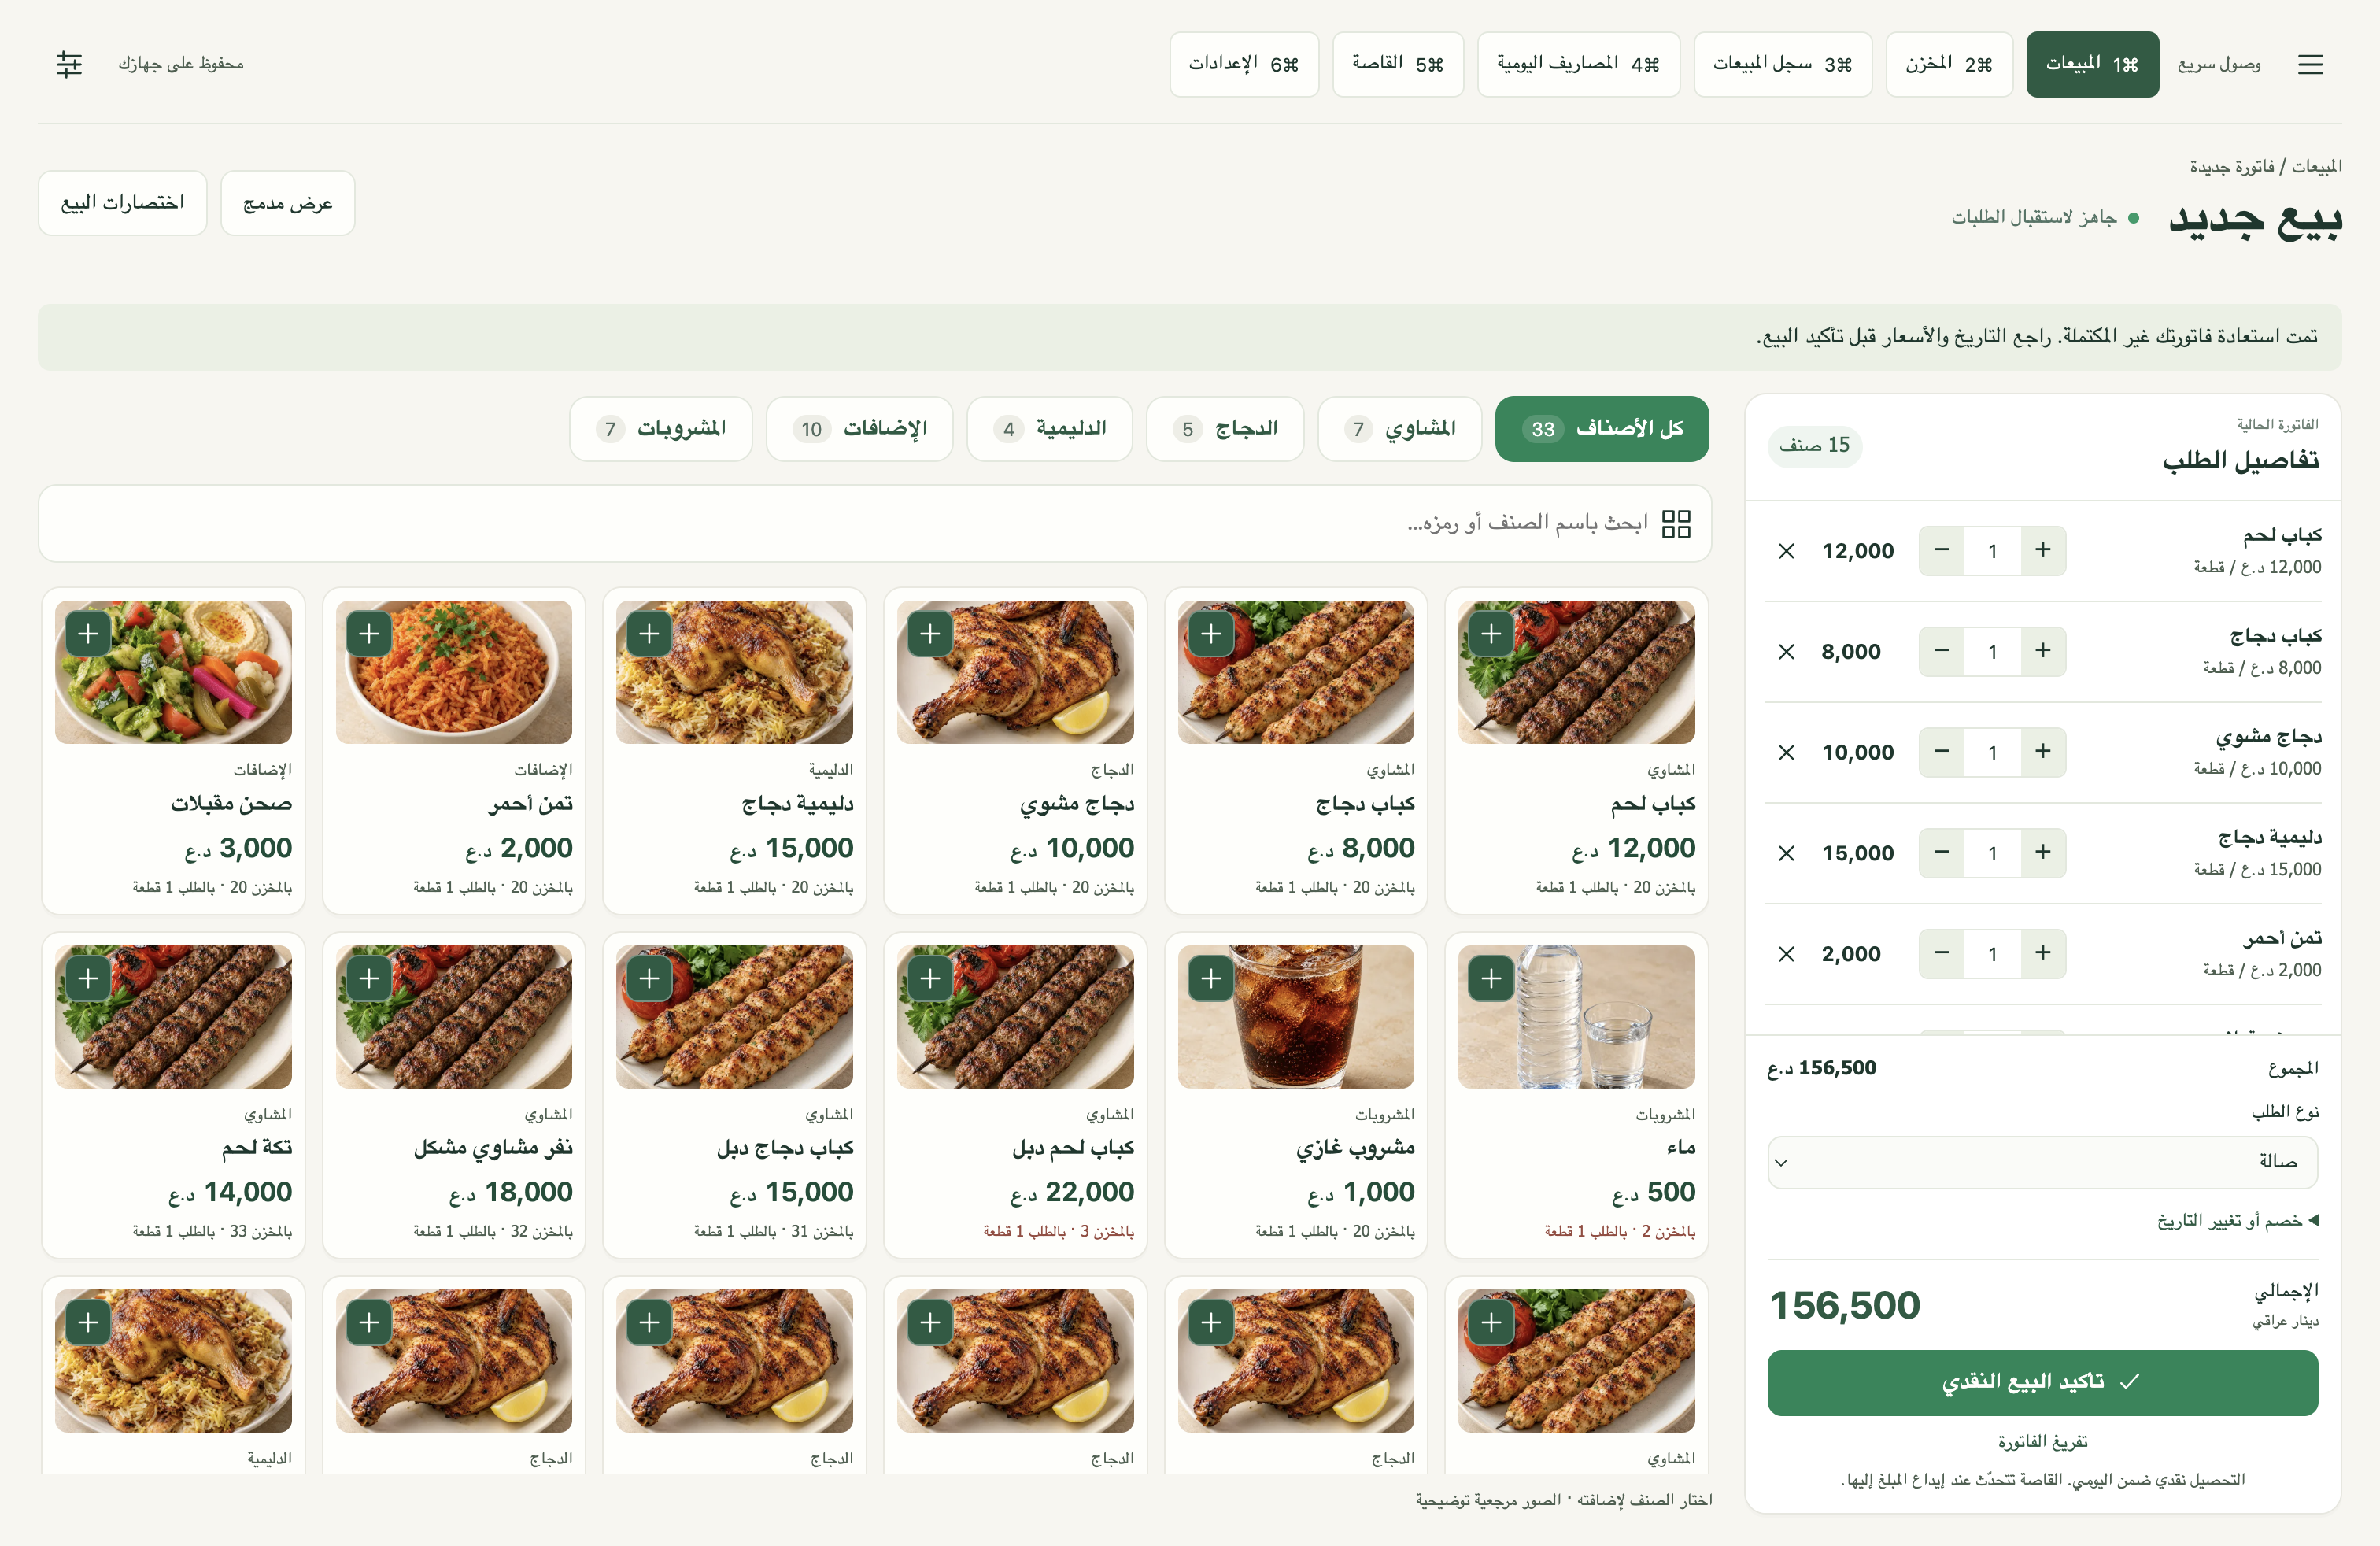 وصول سريع
⌘1 المبيعات
⌘2 المخزن
⌘3 سجل المبيعات
⌘4 المصاريف اليومية
⌘5 القاصة
⌘6 الإعدادات
محفوظ على جهازك
المبيعات / فاتورة جديدة
بيع جديد
جاهز لاستقبال الطلبات
عرض مدمج
اختصارات البيع
تمت استعادة فاتورتك غير المكتملة. راجع التاريخ والأسعار قبل تأكيد البيع.
الفاتورة الحالية
تفاصيل الطلب
15 صنف
كباب لحم
12,000 د.ع / قطعة
+ 1 −
12,000
كباب دجاج
8,000 د.ع / قطعة
+ 1 −
8,000
دجاج مشوي
10,000 د.ع / قطعة
+ 1 −
10,000
دليمية دجاج
15,000 د.ع / قطعة
+ 1 −
15,000
تمن أحمر
2,000 د.ع / قطعة
+ 1 −
2,000
المجموع
156,500 د.ع
نوع الطلب
صالة
خصم أو تغيير التاريخ
الإجمالي
دينار عراقي
156,500
تأكيد البيع النقدي
تفريغ الفاتورة
التحصيل نقدي ضمن اليومي. القاصة تتحدّث عند إيداع المبلغ إليها.
كل الأصناف 33
المشاوي 7
الدجاج 5
الدليمية 4
الإضافات 10
المشروبات 7
ابحث باسم الصنف أو رمزه...
المشاوي
كباب لحم
12,000 د.ع
بالمخزن 20 · بالطلب 1 قطعة
المشاوي
كباب دجاج
8,000 د.ع
بالمخزن 20 · بالطلب 1 قطعة
الدجاج
دجاج مشوي
10,000 د.ع
بالمخزن 20 · بالطلب 1 قطعة
الدليمية
دليمية دجاج
15,000 د.ع
بالمخزن 20 · بالطلب 1 قطعة
الإضافات
تمن أحمر
2,000 د.ع
بالمخزن 20 · بالطلب 1 قطعة
الإضافات
صحن مقبلات
3,000 د.ع
بالمخزن 20 · بالطلب 1 قطعة
المشروبات
ماء
500 د.ع
بالمخزن 2 · بالطلب 1 قطعة
المشروبات
مشروب غازي
1,000 د.ع
بالمخزن 20 · بالطلب 1 قطعة
المشاوي
كباب لحم دبل
22,000 د.ع
بالمخزن 3 · بالطلب 1 قطعة
المشاوي
كباب دجاج دبل
15,000 د.ع
بالمخزن 31 · بالطلب 1 قطعة
المشاوي
نفر مشاوي مشكل
18,000 د.ع
بالمخزن 32 · بالطلب 1 قطعة
المشاوي
تكة لحم
14,000 د.ع
بالمخزن 33 · بالطلب 1 قطعة
المشاوي
الدجاج
الدجاج
الدجاج
الدجاج
الدليمية
اختار الصنف لإضافته · الصور مرجعية توضيحية